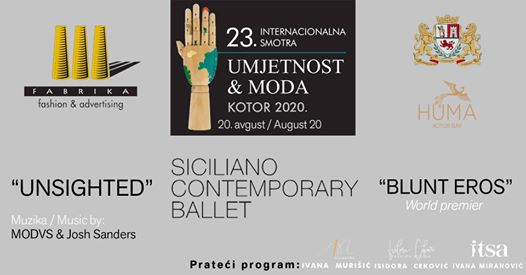 FABRIKA
fashion & advertising
23. INTERNACIONALNA
SMOTRA
UMJETNOST
& MODA
KOTOR 2020.
20. avgust / August 20
HŪMA
KOTOR BAY
"UNSIGHTED"
Muzika / Music by:
MODVS & Josh Sanders
SICILIANO
CONTEMPORARY
BALLET
"BLUNT EROS"
World premier
Prateći program:
IVANA MURIŠIĆ
ISIDORA CEKOVIĆ
itsa
IVANA MIRANOVIĆ